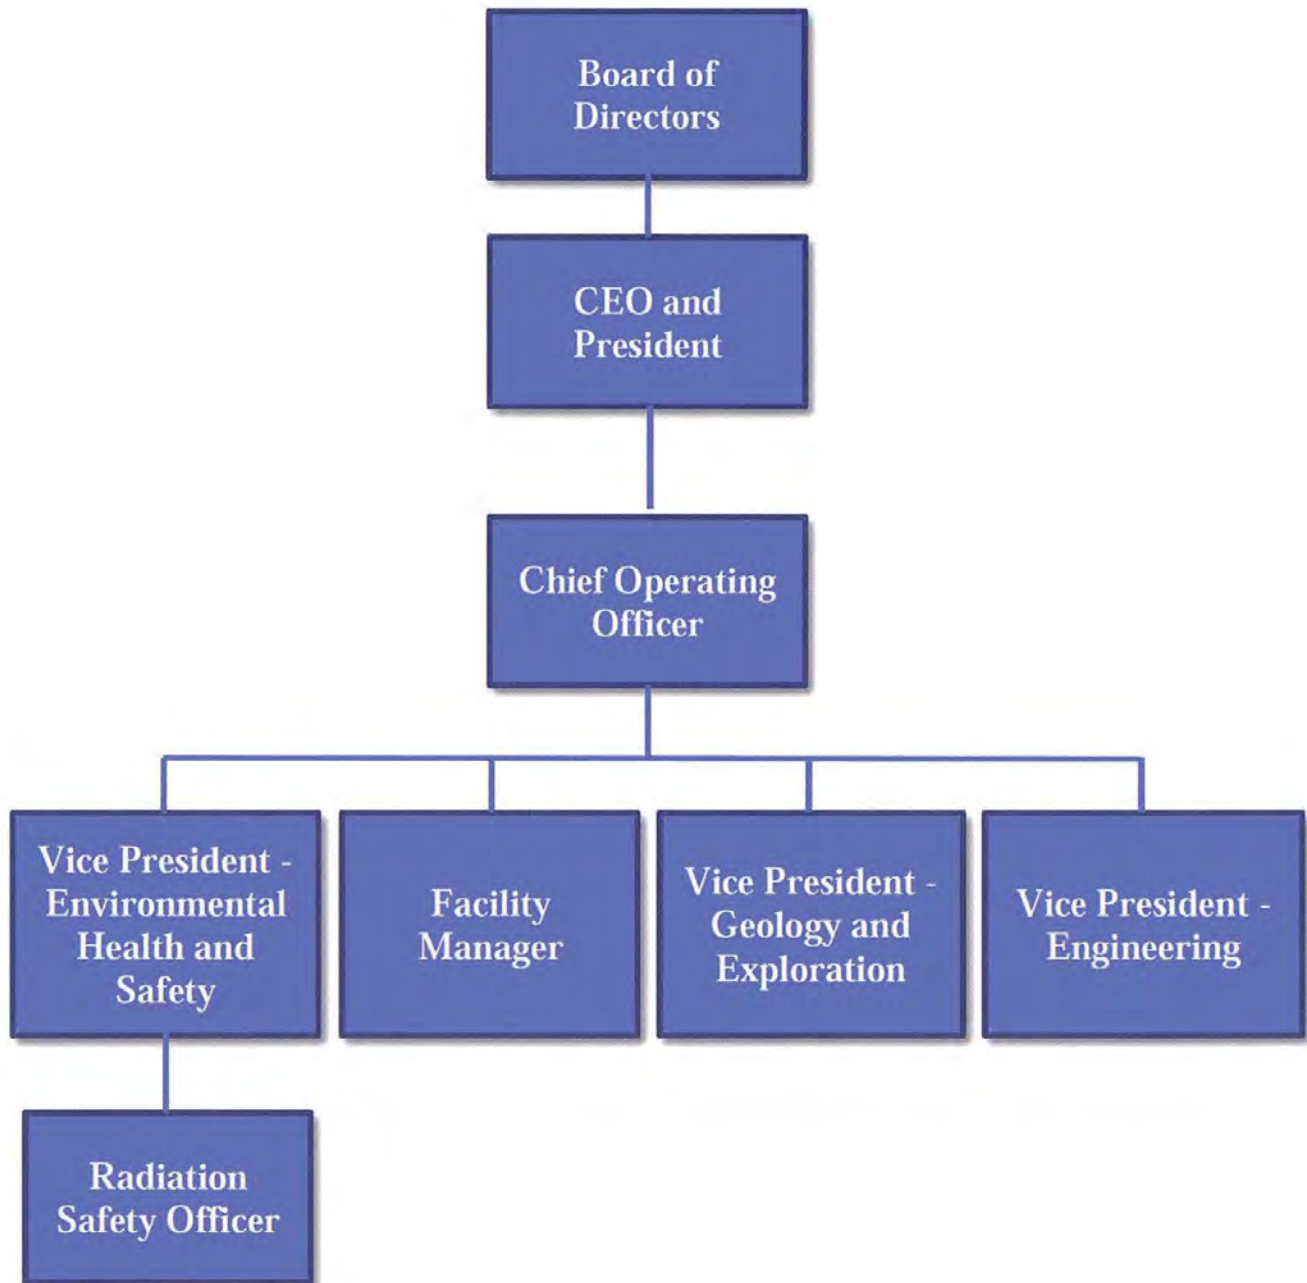 Board of
Directors
CEO and
President
Chief Operating
Officer
Vice President -
Environmental
Health and
Safety
Facility
Manager
Vice President -
Geology and
Exploration
Vice President -
Engineering
Radiation
Safety Officer